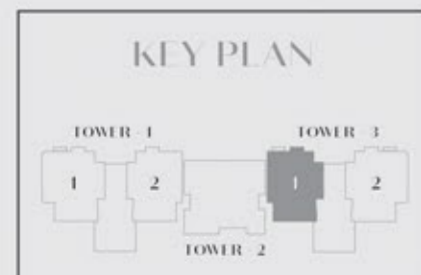 KEY PLAN
TOWER - 1 TOWER - 3
1 2 1 2
TOWER - 2